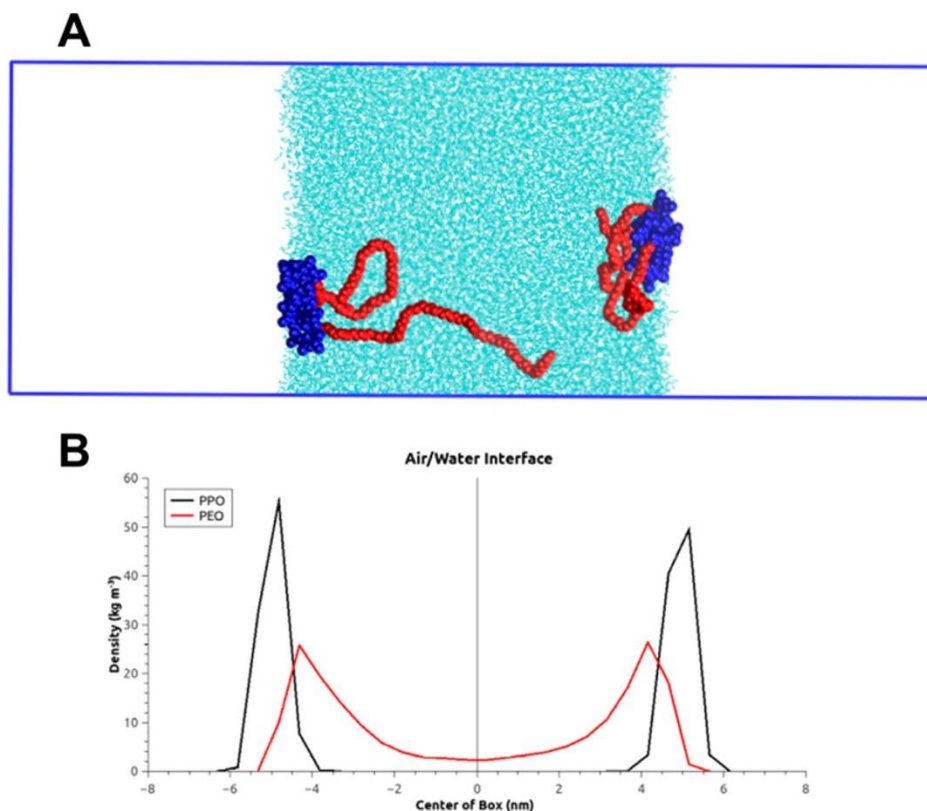 A
B
Air/Water Interface
PPO
PEO
Density (kg m⁻³)
60
50
40
30
20
10
0
−8
−6
−4
−2
0
2
4
6
8
Center of Box (nm)